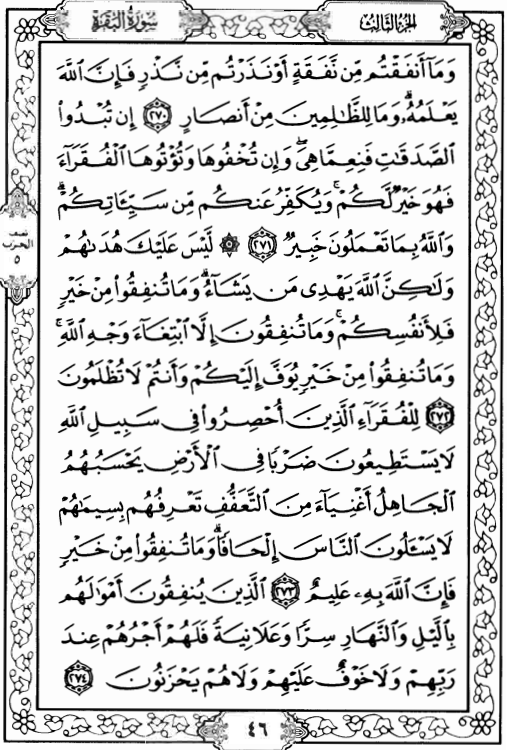 الجزء الثالث
سورة البقرة
وَمَآ أَنفَقْتُم مِّن نَّفَقَةٍ أَوْ نَذَرْتُم مِّن نَّذْرٍ فَإِنَّ ٱللَّهَ
يَعْلَمُهُۥۗ وَمَا لِلظَّٰلِمِينَ مِنْ أَنصَارٍ ٢٧٠ إِن تُبْدُوا۟
ٱلصَّدَقَٰتِ فَنِعِمَّا هِىَۖ وَإِن تُخْفُوهَا وَتُؤْتُوهَا ٱلْفُقَرَآءَ
فَهُوَ خَيْرٌ لَّكُمْۚ وَيُكَفِّرُ عَنكُم مِّن سَيِّـَٔاتِكُمْۗ
وَٱللَّهُ بِمَا تَعْمَلُونَ خَبِيرٌ ٢٧١ ۞ لَّيْسَ عَلَيْكَ هُدَىٰهُمْ
وَلَٰكِنَّ ٱللَّهَ يَهْدِى مَن يَشَآءُۗ وَمَا تُنفِقُوا۟ مِنْ خَيْرٍ
فَلِأَنفُسِكُمْۚ وَمَا تُنفِقُونَ إِلَّا ٱبْتِغَآءَ وَجْهِ ٱللَّهِۚ
وَمَا تُنفِقُوا۟ مِنْ خَيْرٍ يُوَفَّ إِلَيْكُمْ وَأَنتُمْ لَا تُظْلَمُونَ
٢٧٢ لِلْفُقَرَآءِ ٱلَّذِينَ أُحْصِرُوا۟ فِى سَبِيلِ ٱللَّهِ
لَا يَسْتَطِيعُونَ ضَرْبًا فِى ٱلْأَرْضِ يَحْسَبُهُمُ
ٱلْجَاهِلُ أَغْنِيَآءَ مِنَ ٱلتَّعَفُّفِ تَعْرِفُهُم بِسِيمَٰهُمْ
لَا يَسْـَٔلُونَ ٱلنَّاسَ إِلْحَافًاۗ وَمَا تُنفِقُوا۟ مِنْ خَيْرٍ
فَإِنَّ ٱللَّهَ بِهِۦ عَلِيمٌ ٢٧٣ ٱلَّذِينَ يُنفِقُونَ أَمْوَٰلَهُم
بِٱلَّيْلِ وَٱلنَّهَارِ سِرًّا وَعَلَانِيَةً فَلَهُمْ أَجْرُهُمْ عِندَ
رَبِّهِمْ وَلَا خَوْفٌ عَلَيْهِمْ وَلَا هُمْ يَحْزَنُونَ ٢٧٤
نصف
الحزب
٥
٤٦